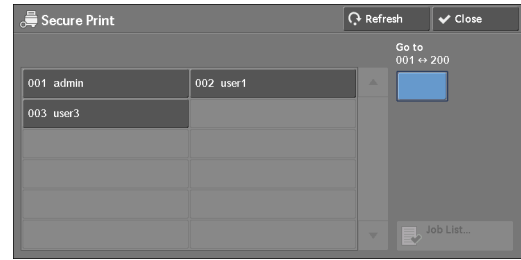 Secure Print
Refresh
Close
Go to
001 ↔ 200
001 admin
002 user1
003 user3
Job List...